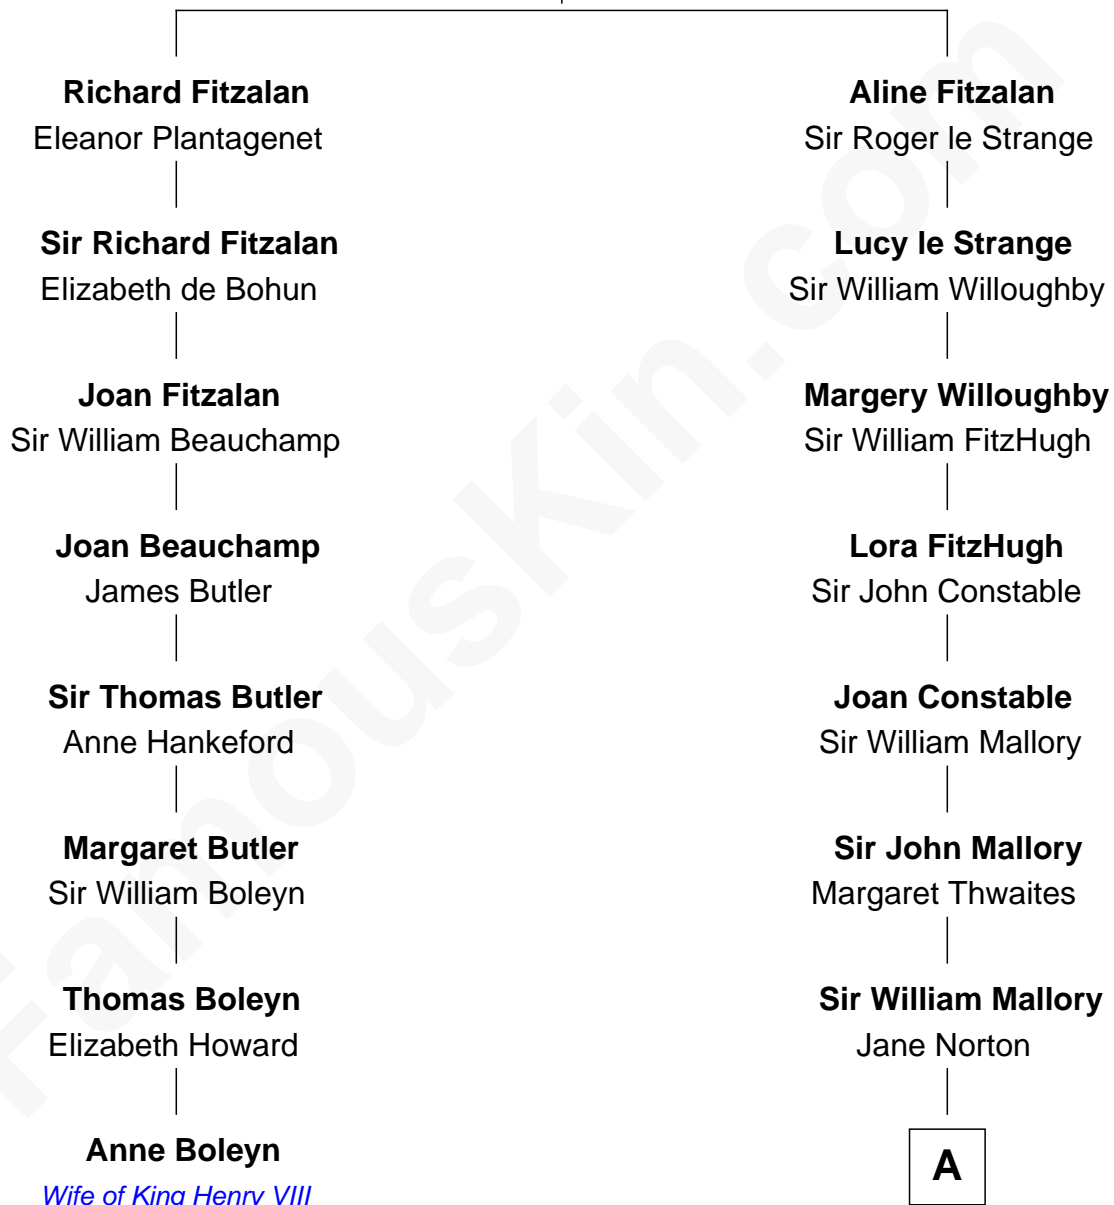 Richard Fitzalan
Eleanor Plantagenet
Sir Richard Fitzalan
Elizabeth de Bohun
Joan Fitzalan
Sir William Beauchamp
Joan Beauchamp
James Butler
Sir Thomas Butler
Anne Hankeford
Margaret Butler
Sir William Boleyn
Thomas Boleyn
Elizabeth Howard
Anne Boleyn
Wife of King Henry VIII
Aline Fitzalan
Sir Roger le Strange
Lucy le Strange
Sir William Willoughby
Margery Willoughby
Sir William FitzHugh
Lora FitzHugh
Sir John Constable
Joan Constable
Sir William Mallory
Sir John Mallory
Margaret Thwaites
Sir William Mallory
Jane Norton
A
FamousKin.com